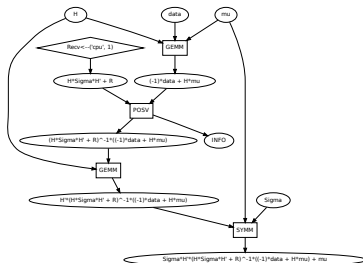 H
data
mu
Recv<--('cpu', 1)
GEMM
H*Sigma*H' + R
(-1)*data + H*mu
POSV
(H*Sigma*H' + R)^-1*((-1)*data + H*mu)
INFO
GEMM
H'*(H*Sigma*H' + R)^-1*((-1)*data + H*mu)
Sigma
SYMM
Sigma*H'*(H*Sigma*H' + R)^-1*((-1)*data + H*mu) + mu